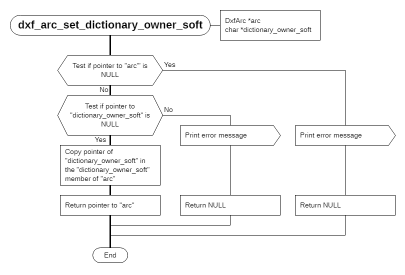 dxf_arc_set_dictionary_owner_soft
DxfArc *arc
char *dictionary_owner_soft
Test if pointer to "arc"' is
NULL
Yes
No
Test if pointer to
"dictionary_owner_soft" is
NULL
No
Yes
Print error message
Print error message
Copy pointer of
"dictionary_owner_soft" in
the "dictionary_owner_soft"
member of "arc"
Return pointer to "arc"
Return NULL
Return NULL
End